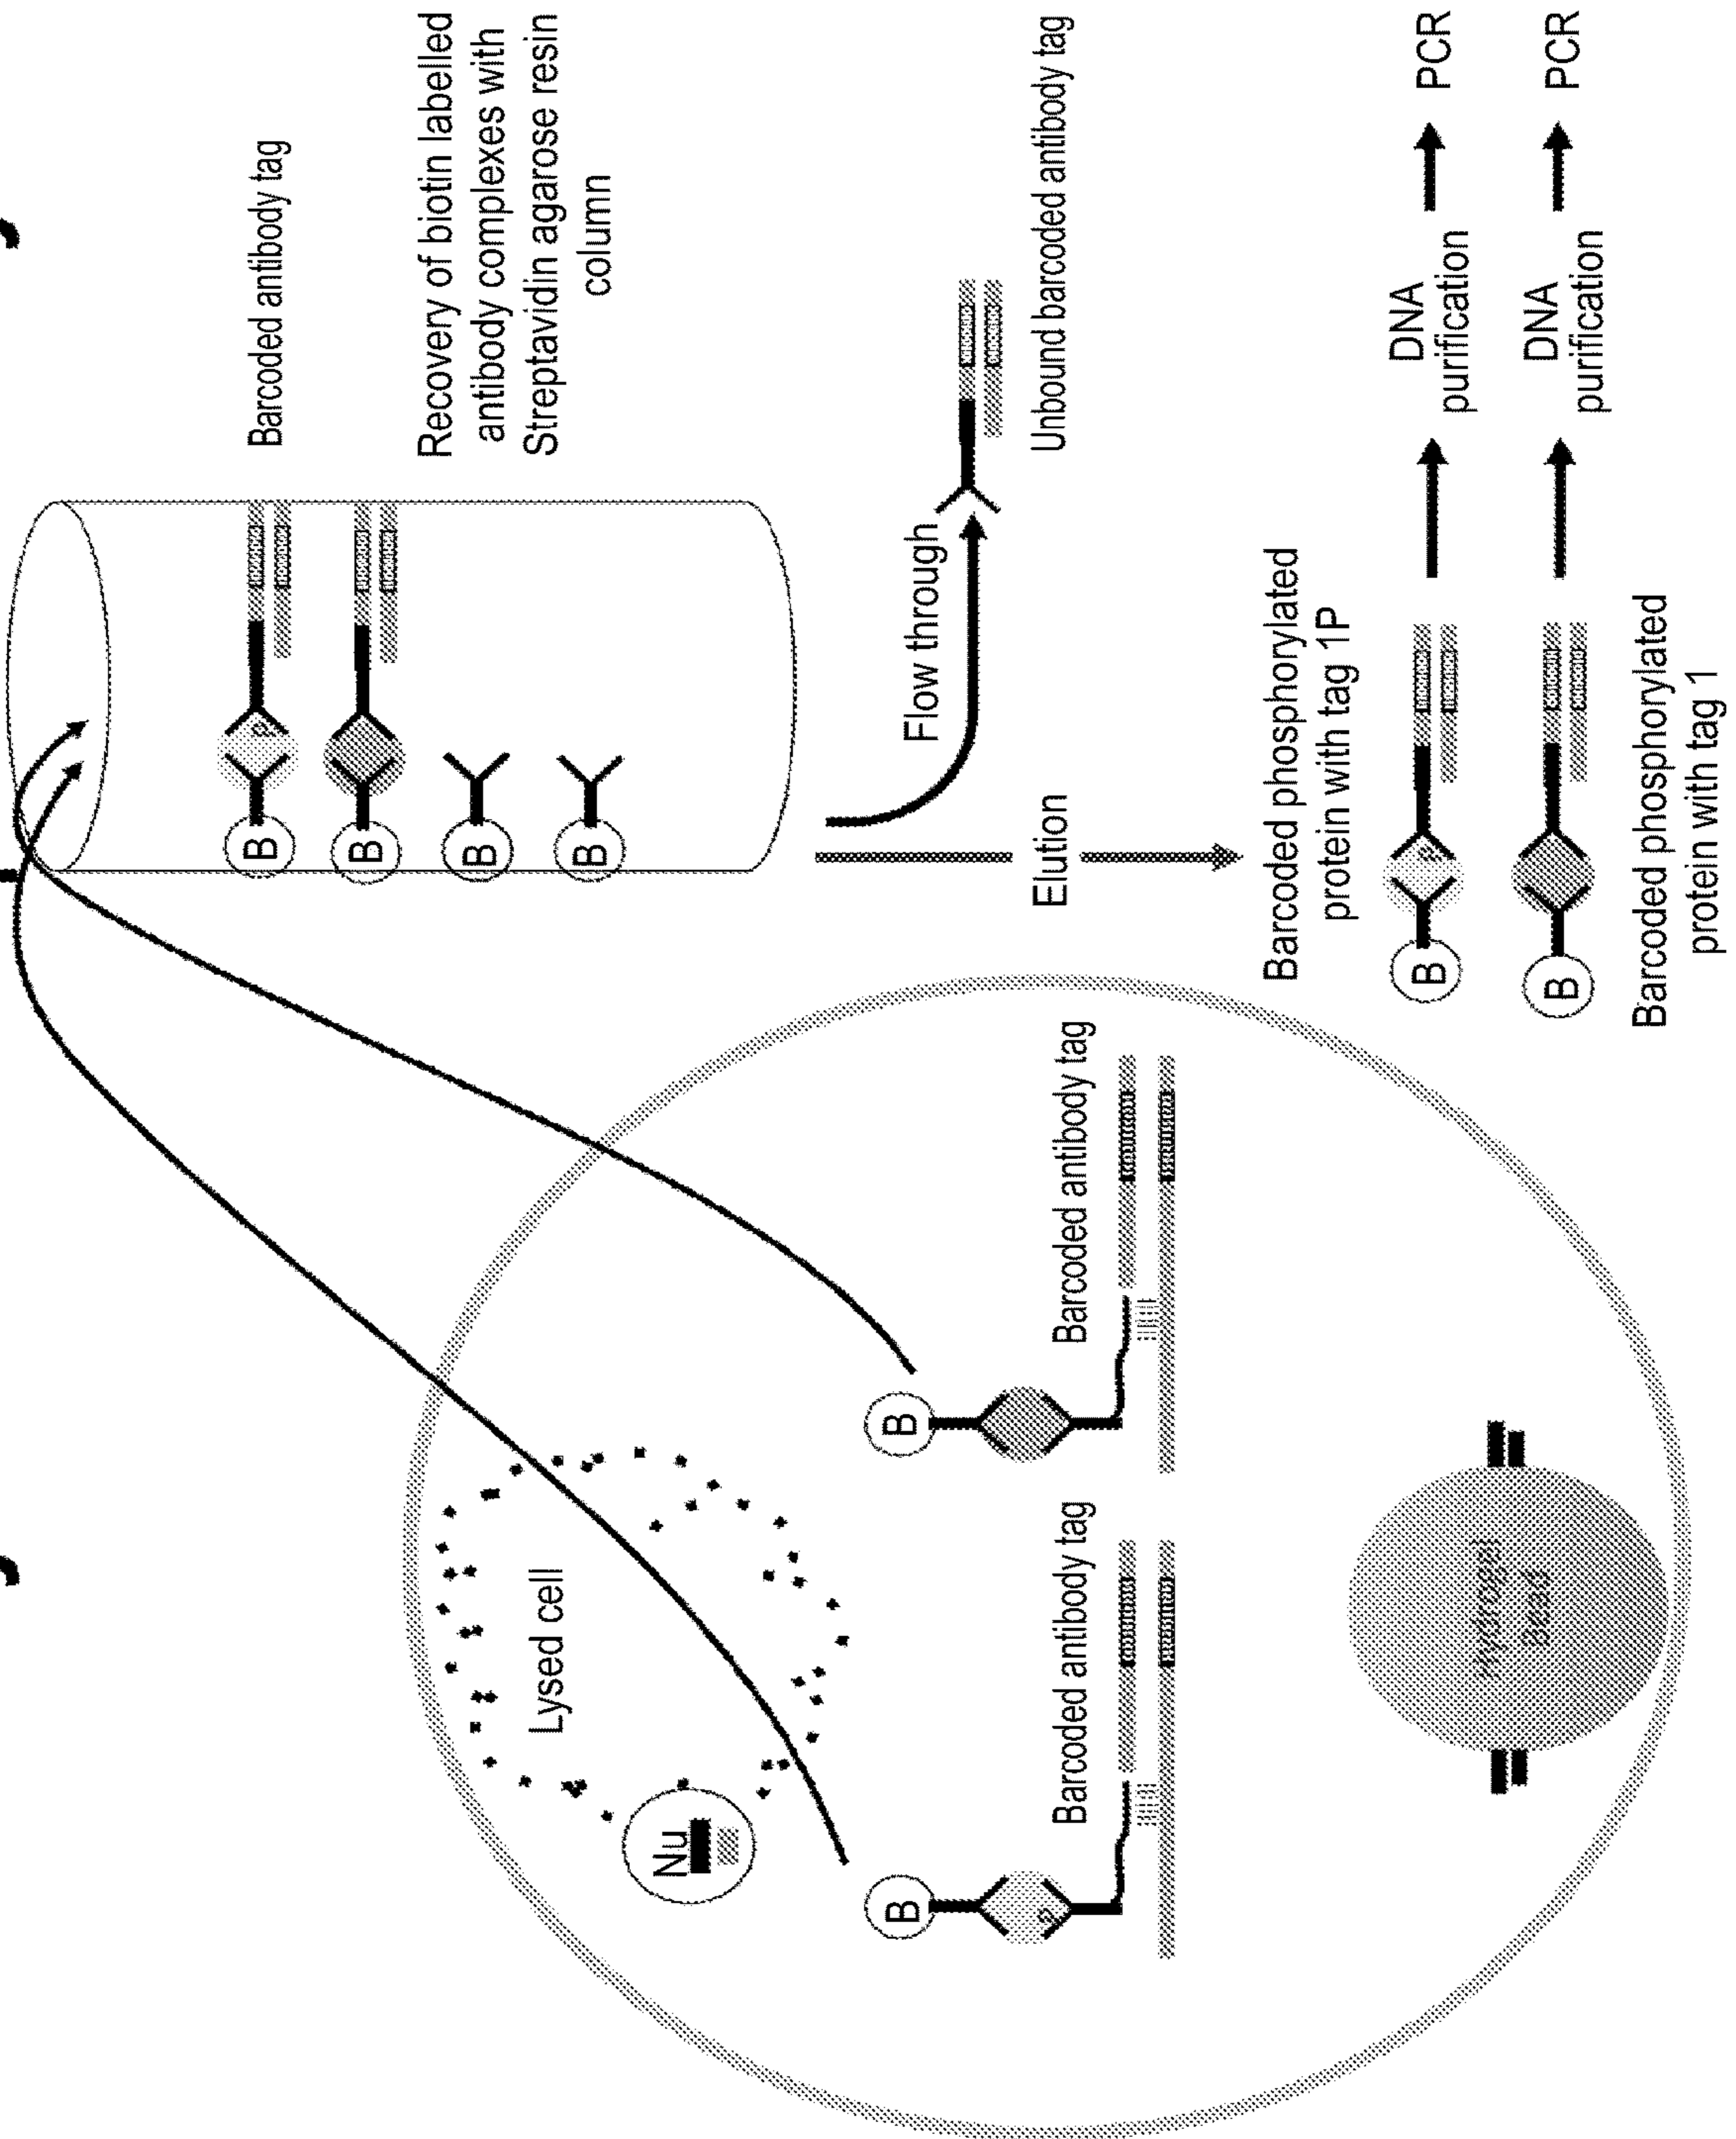 Lysed cell
Nu
B
B
P
Barcoded antibody tag
Barcoded antibody tag
Hydrogel
Bead
B
P
B
B
B
Barcoded antibody tag
Recovery of biotin labelled
antibody complexes with
Streptavidin agarose resin
column
Flow through
Unbound barcoded antibody tag
Elution
Barcoded phosphorylated
protein with tag 1P
B
P
DNA
purification
PCR
B
DNA
purification
PCR
Barcoded phosphorylated
protein with tag 1